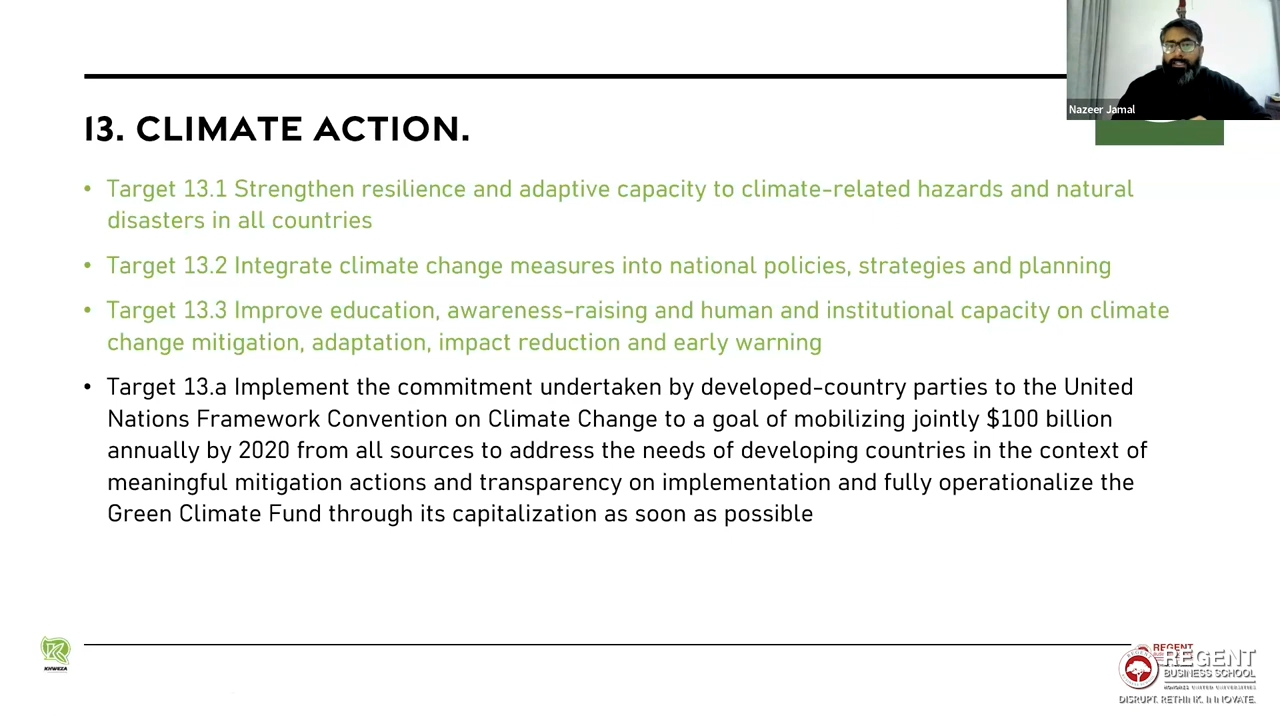 Nazeer Jamal
13. CLIMATE ACTION.
• Target 13.1 Strengthen resilience and adaptive capacity to climate-related hazards and natural
disasters in all countries
• Target 13.2 Integrate climate change measures into national policies, strategies and planning
• Target 13.3 Improve education, awareness-raising and human and institutional capacity on climate
change mitigation, adaptation, impact reduction and early warning
• Target 13.a Implement the commitment undertaken by developed-country parties to the United
Nations Framework Convention on Climate Change to a goal of mobilizing jointly $100 billion
annually by 2020 from all sources to address the needs of developing countries in the context of
meaningful mitigation actions and transparency on implementation and fully operationalize the
Green Climate Fund through its capitalization as soon as possible
KHWEZA
REGENT
REGENT
BUSINESS SCHOOL
DISRUPT. RETHINK. INNOVATE.